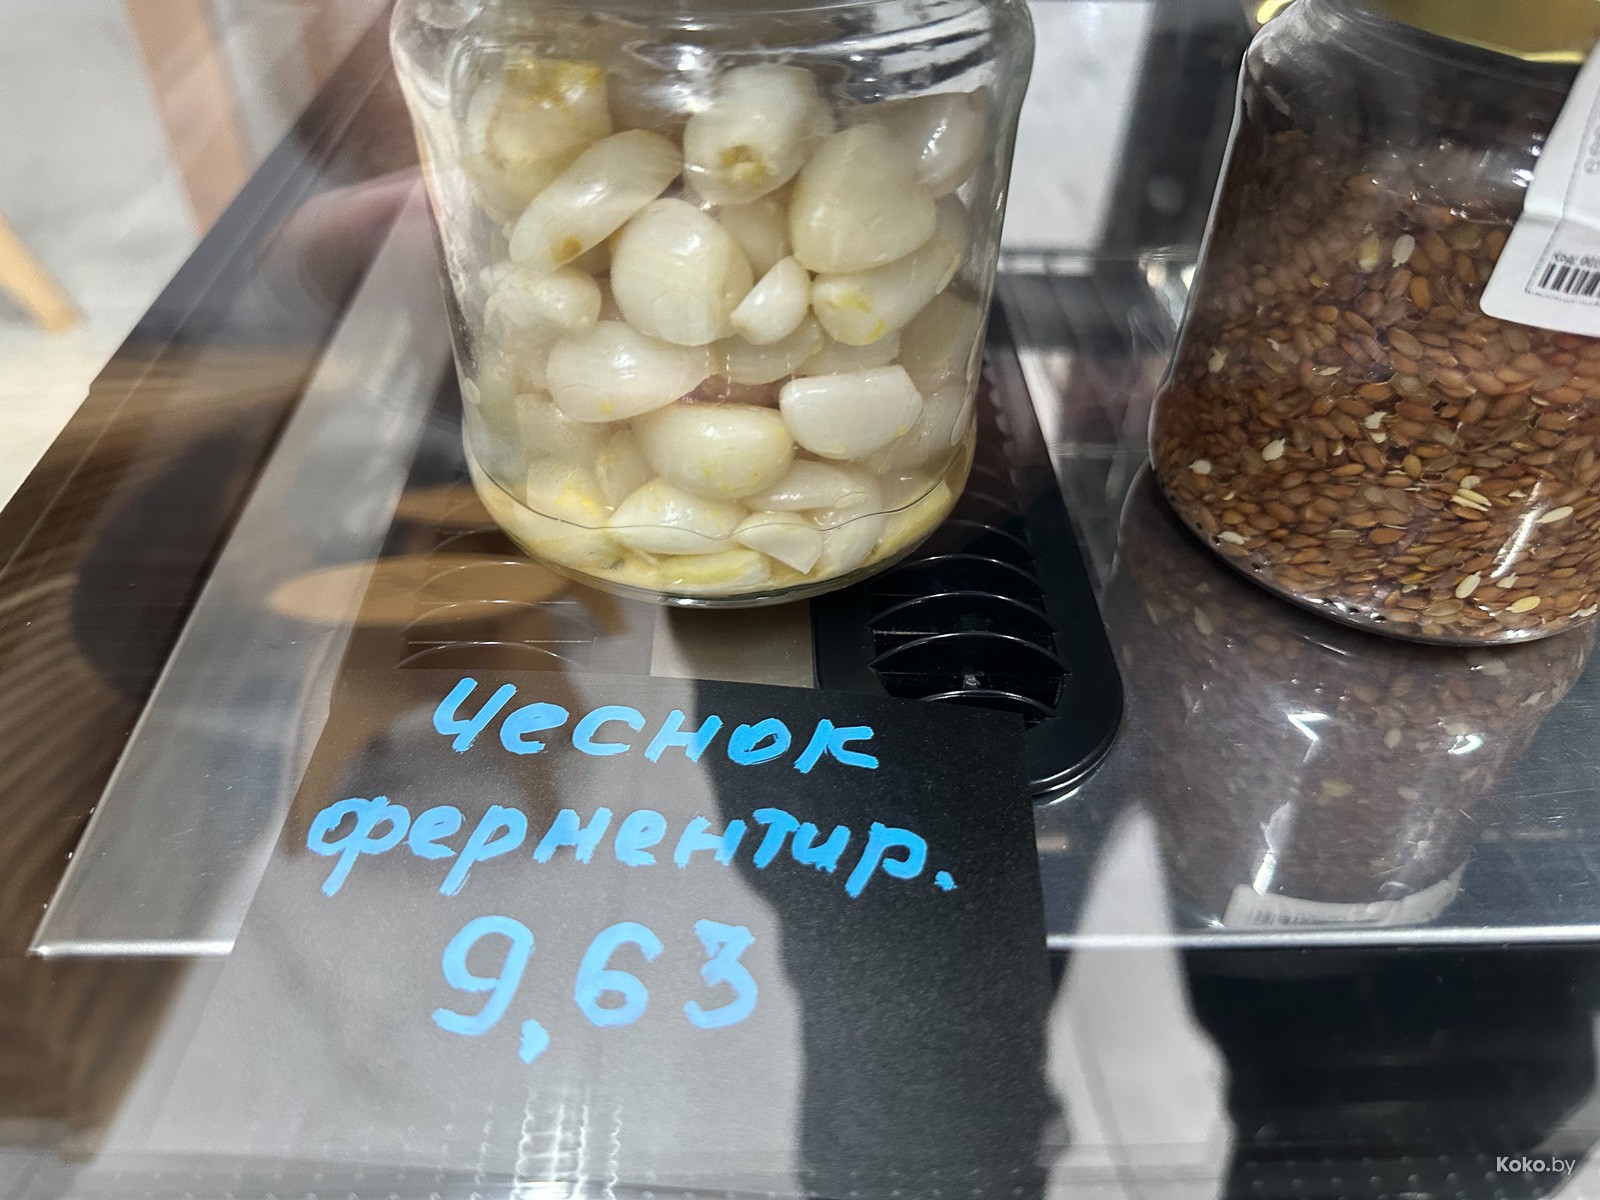 Чеснок
ферментир.
9,63
Koko.by